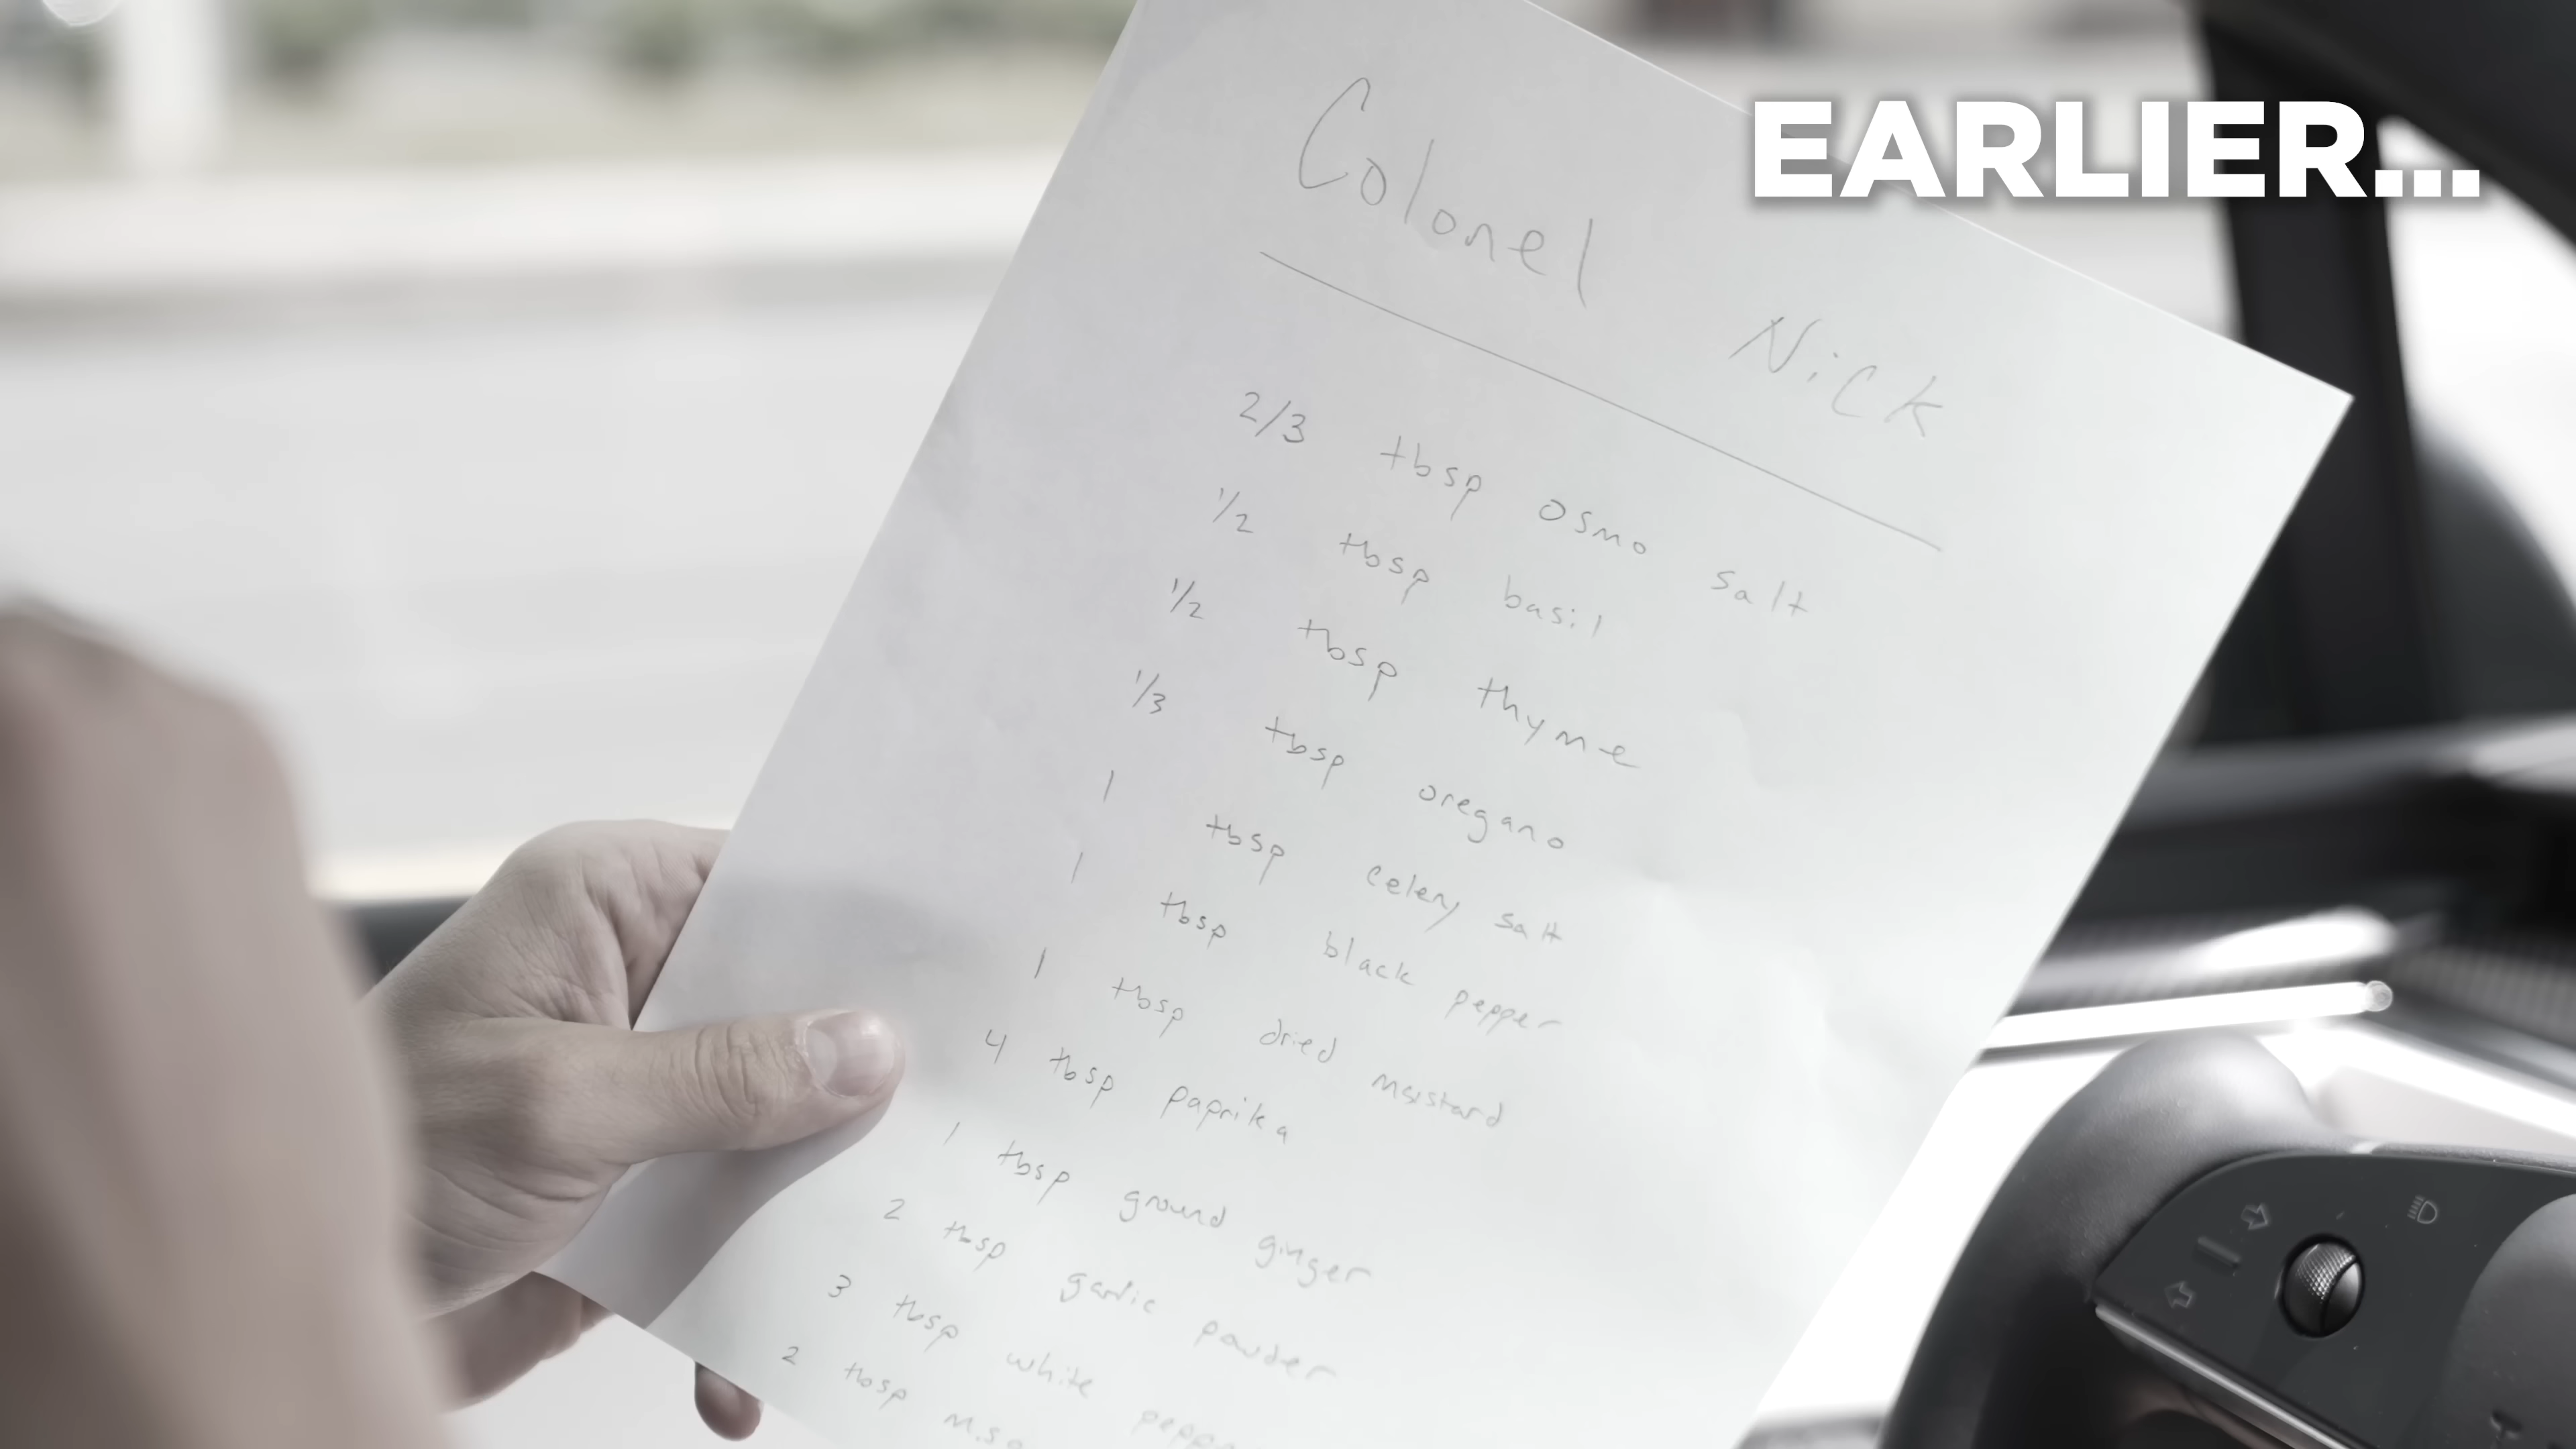 EARLIER...
Colonel Nick
2/3 tbsp osmo salt
1/2 tbsp basil
1/2 tbsp thyme
1/3 tbsp oregano
1 tbsp celery salt
1 tbsp black pepper
1 tbsp dried mustard
4 tbsp paprika
1 tbsp ground ginger
2 tbsp garlic powder
3 tbsp white peppe
2 tbsp m.s.